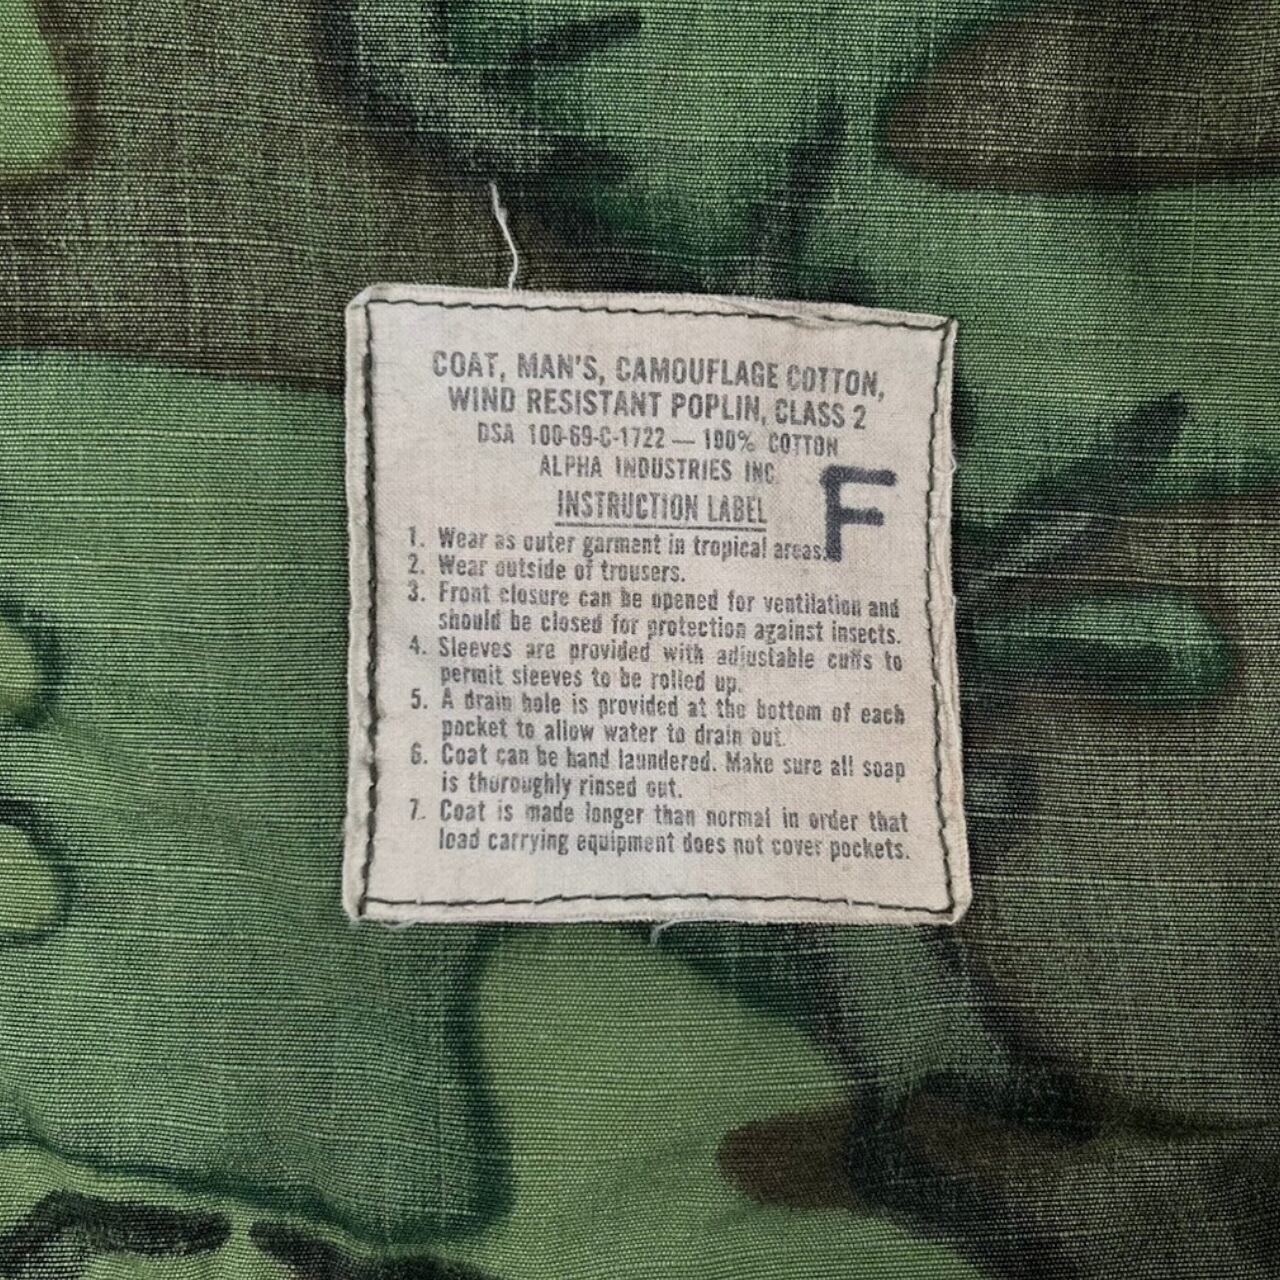 COAT, MAN'S, CAMOUFLAGE COTTON,
WIND RESISTANT POPLIN, CLASS 2
DSA 100-69-C-1722 — 100% COTTON
ALPHA INDUSTRIES INC
F
INSTRUCTION LABEL
1. Wear as outer garment in tropical areas.
2. Wear outside of trousers.
3. Front closure can be opened for ventilation and
should be closed for protection against insects.
4. Sleeves are provided with adjustable cuffs to
permit sleeves to be rolled up.
5. A drain hole is provided at the bottom of each
pocket to allow water to drain out.
6. Coat can be hand laundered. Make sure all soap
is thoroughly rinsed out.
7. Coat is made longer than normal in order that
load carrying equipment does not cover pockets.